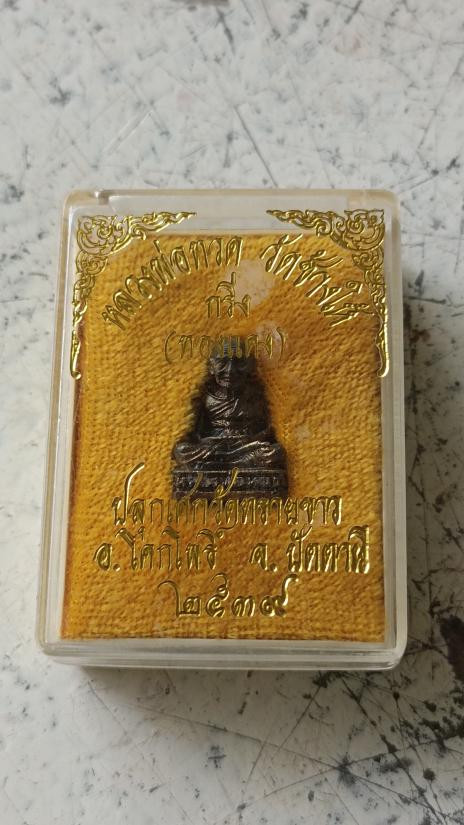 หลวงพ่อทวด วัดช้างให้
กริ่ง
(ทองแดง)
ปลุกเสกวัดทรายขาว
อ.โคกโพธิ์ จ.ปัตตานี
๒๕๓๙